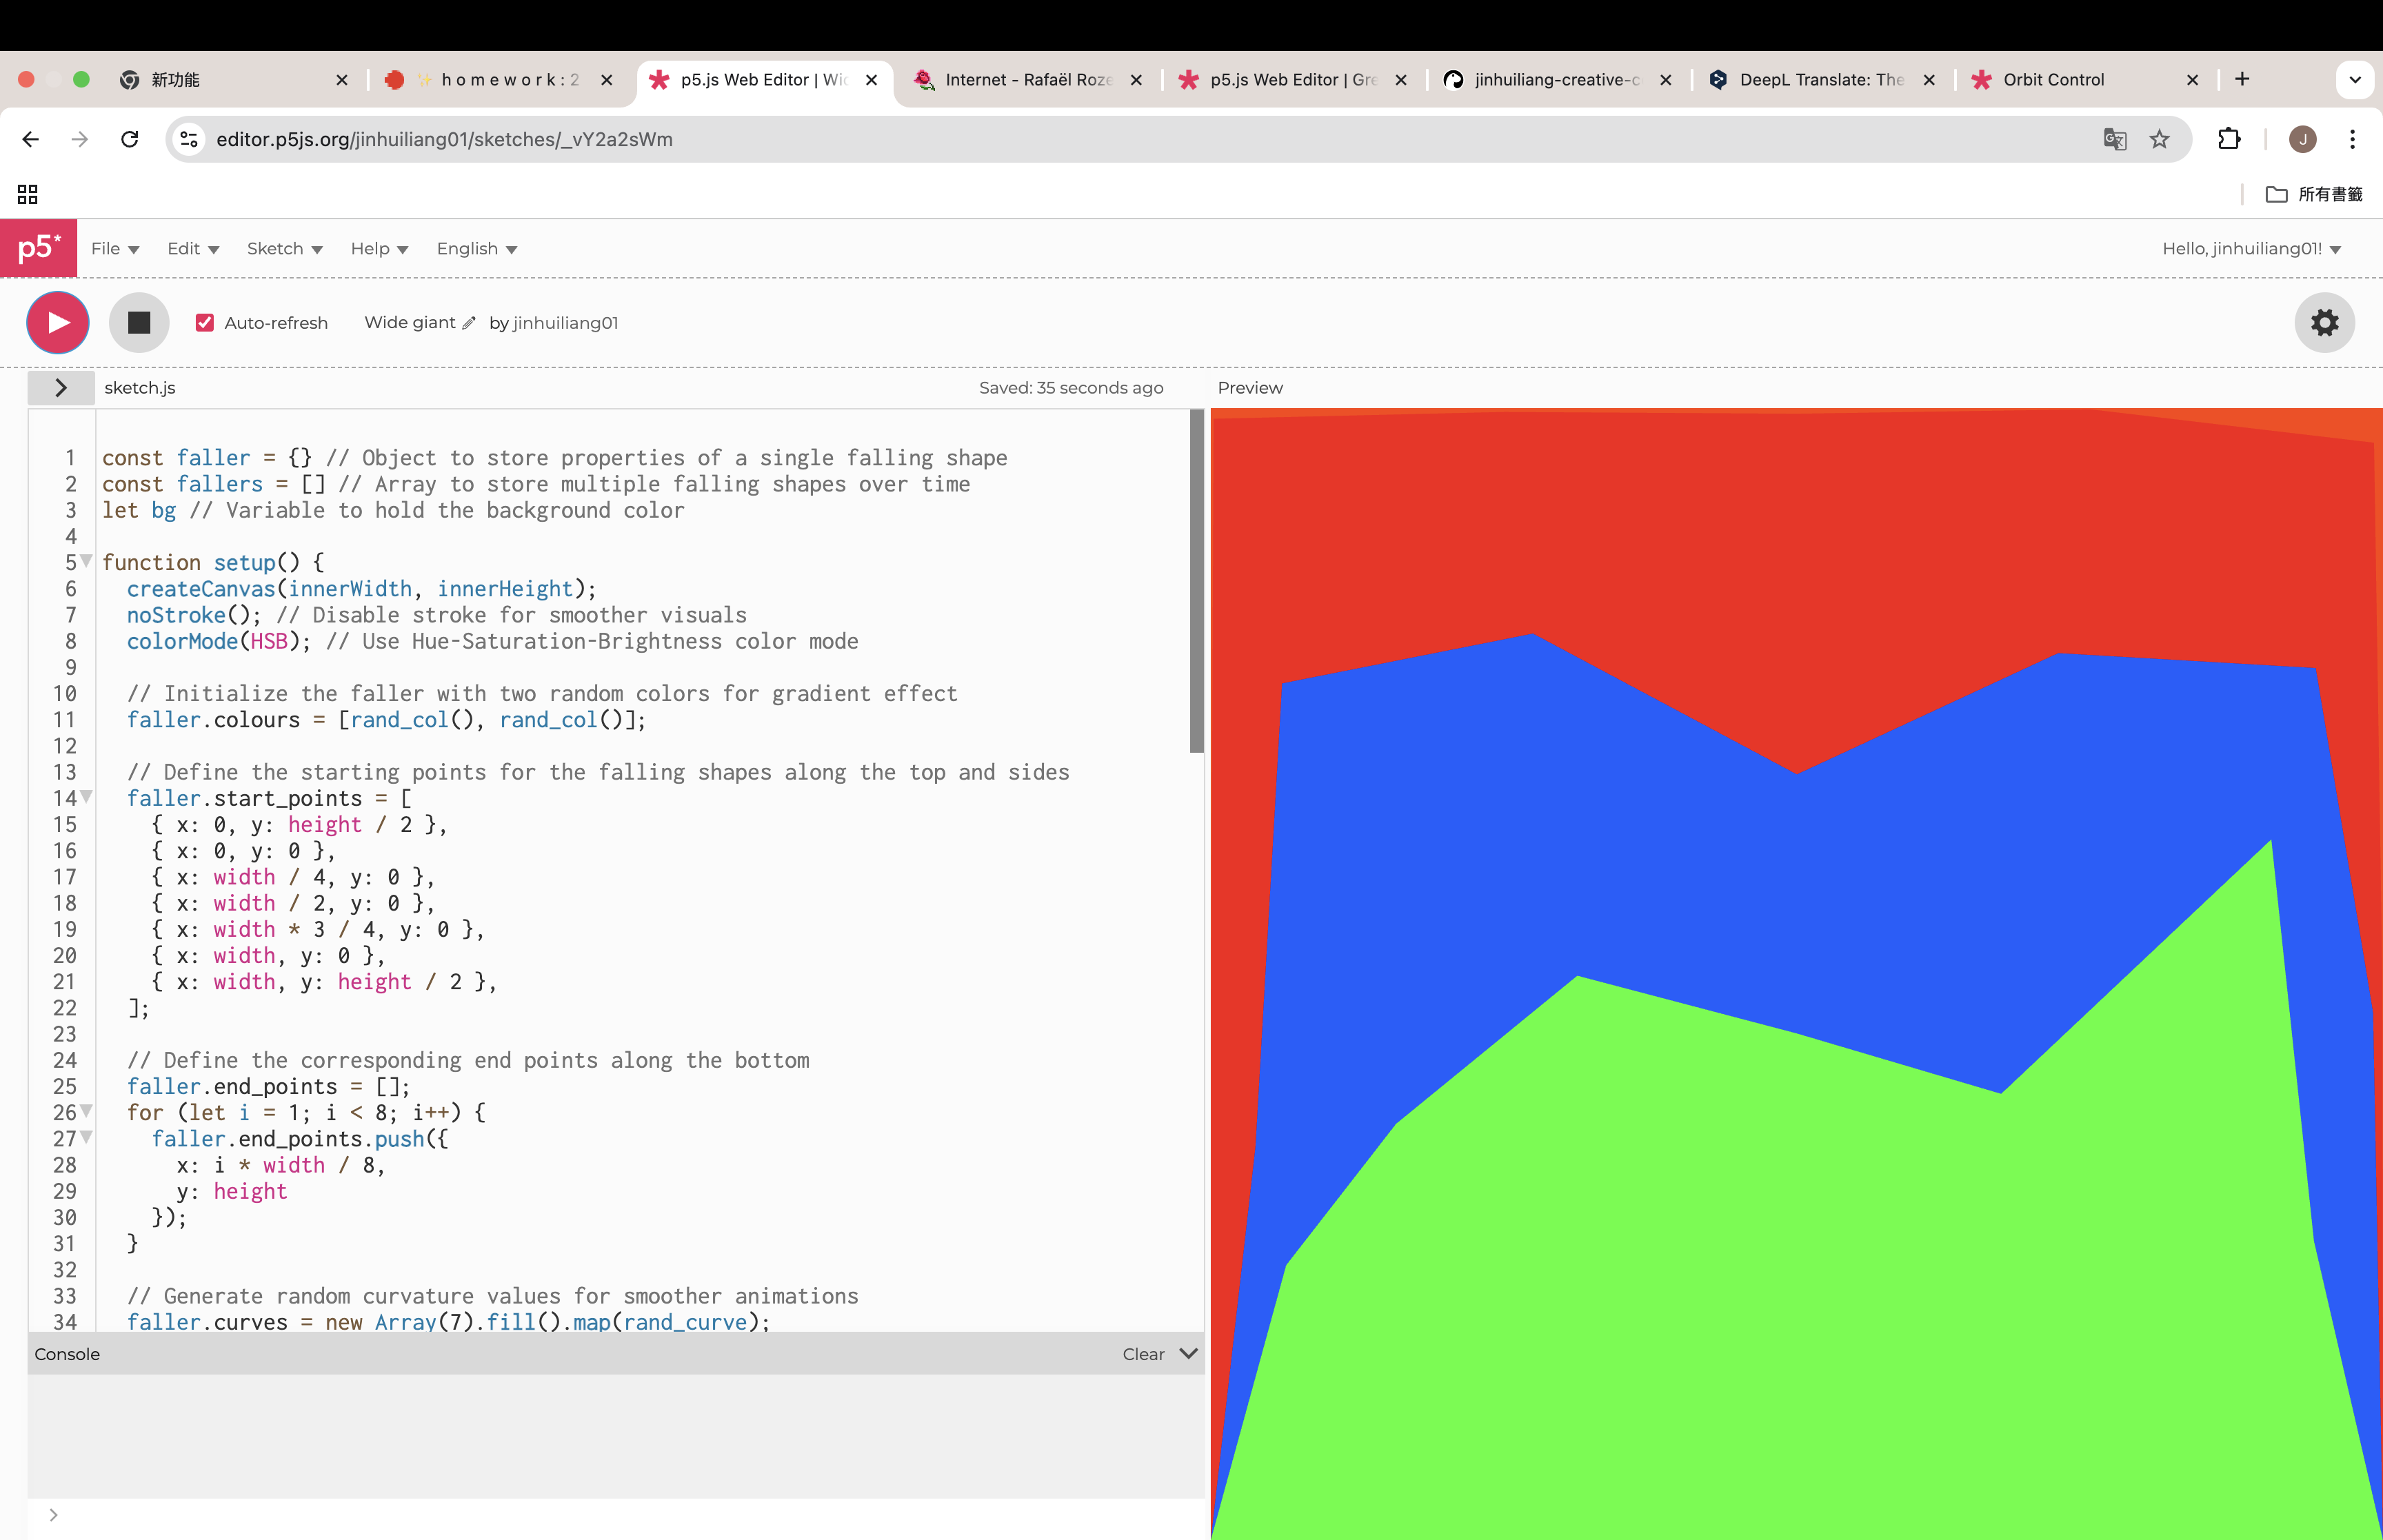 新功能
homework: 2
p5.js Web Editor | Wi
Internet - Rafaël Roze
p5.js Web Editor | Gre
jinhuiliang-creative-c
DeepL Translate: The
Orbit Control
editor.p5js.org/jinhuiliang01/sketches/_vY2a2sWm
J
所有書籤
p5*
File
Edit
Sketch
Help
English
Hello, jinhuiliang01!
Auto-refresh
Wide giant
by jinhuiliang01
sketch.js
Saved: 35 seconds ago
Preview
1 const faller = {} // Object to store properties of a single falling shape
2 const fallers = [] // Array to store multiple falling shapes over time
3 let bg // Variable to hold the background color
4
5 function setup() {
6   createCanvas(innerWidth, innerHeight);
7   noStroke(); // Disable stroke for smoother visuals
8   colorMode(HSB); // Use Hue-Saturation-Brightness color mode
9
10   // Initialize the faller with two random colors for gradient effect
11   faller.colours = [rand_col(), rand_col()];
12
13   // Define the starting points for the falling shapes along the top and sides
14   faller.start_points = [
15     { x: 0, y: height / 2 },
16     { x: 0, y: 0 },
17     { x: width / 4, y: 0 },
18     { x: width / 2, y: 0 },
19     { x: width * 3 / 4, y: 0 },
20     { x: width, y: 0 },
21     { x: width, y: height / 2 },
22   ];
23
24   // Define the corresponding end points along the bottom
25   faller.end_points = [];
26   for (let i = 1; i < 8; i++) {
27     faller.end_points.push({
28       x: i * width / 8,
29       y: height
30     });
31   }
32
33   // Generate random curvature values for smoother animations
34   faller.curves = new Array(7).fill().map(rand_curve);
Console
Clear
>